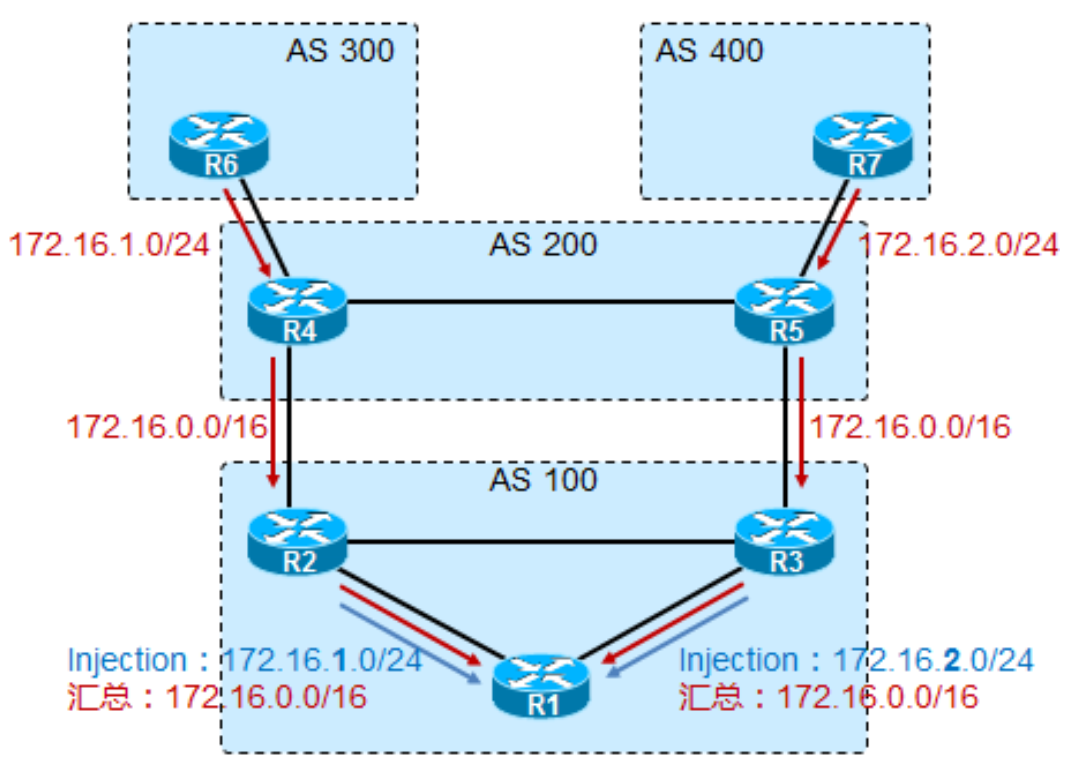 AS 300
AS 400
R6
R7
172.16.1.0/24
AS 200
172.16.2.0/24
R4
R5
172.16.0.0/16
172.16.0.0/16
AS 100
R2
R3
Injection：172.16.1.0/24
汇总：172.16.0.0/16
Injection：172.16.2.0/24
汇总：172.16.0.0/16
R1